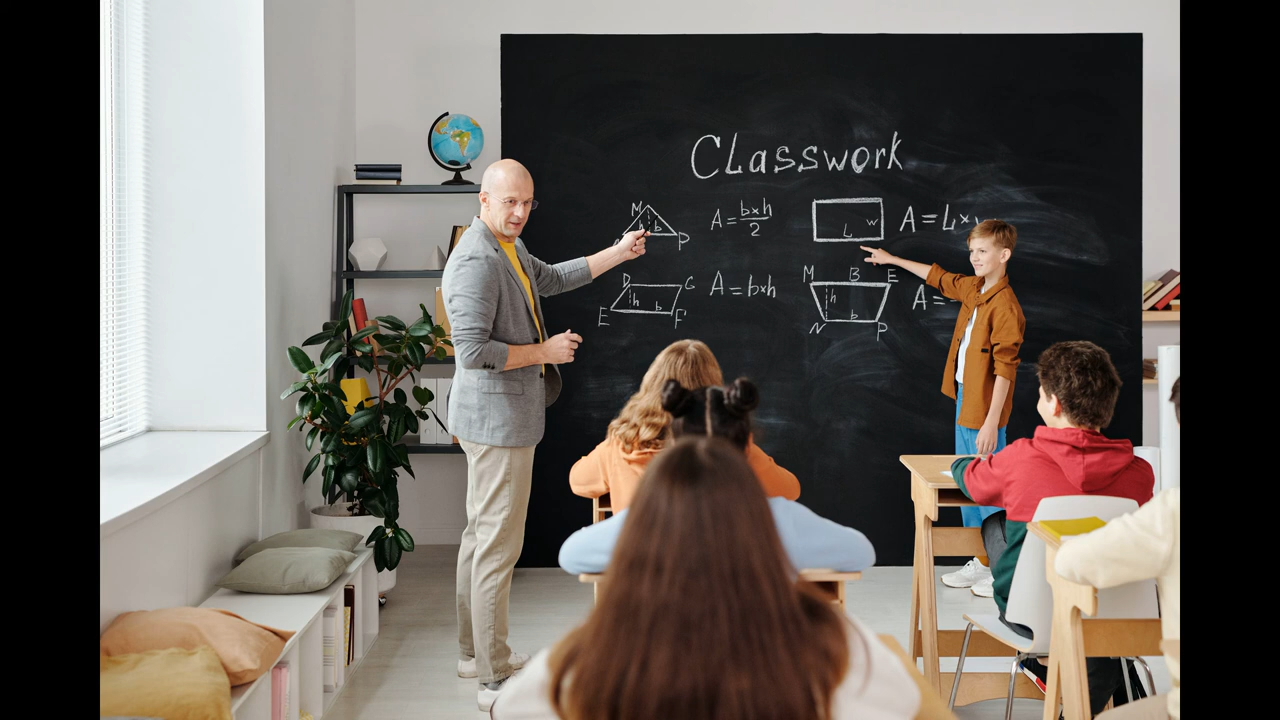 Classwork
M A = b×h/2 L w A = L×
b
P
D G A = b×h M B E A =
h b h b
E F N P